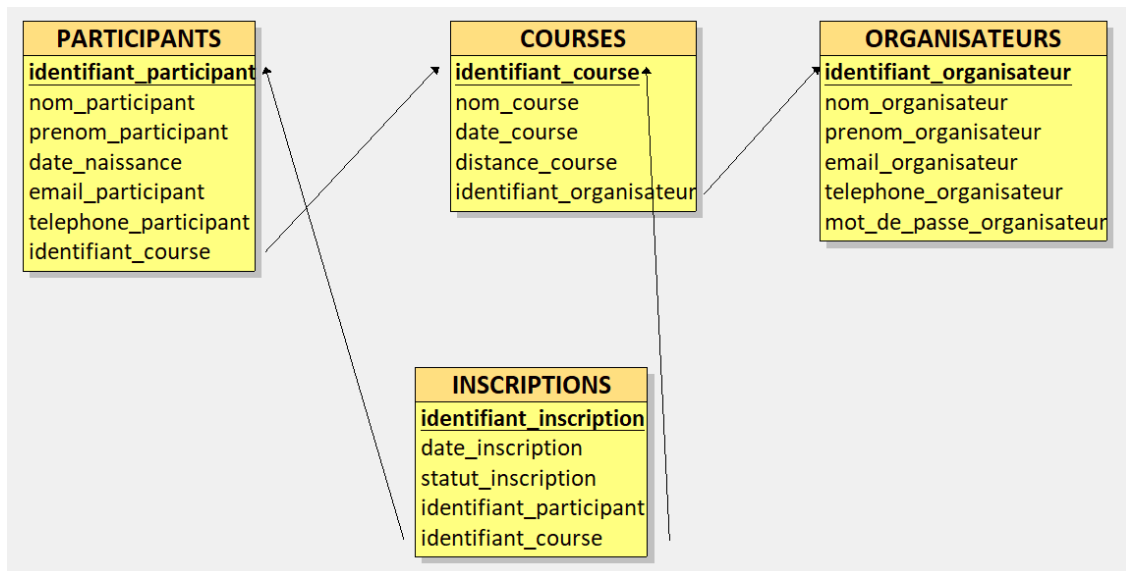 PARTICIPANTS
identifiant_participant
nom_participant
prenom_participant
date_naissance
email_participant
telephone_participant
identifiant_course
COURSES
identifiant_course
nom_course
date_course
distance_course
identifiant_organisateur
ORGANISATEURS
identifiant_organisateur
nom_organisateur
prenom_organisateur
email_organisateur
telephone_organisateur
mot_de_passe_organisateur
INSCRIPTIONS
identifiant_inscription
date_inscription
statut_inscription
identifiant_participant
identifiant_course